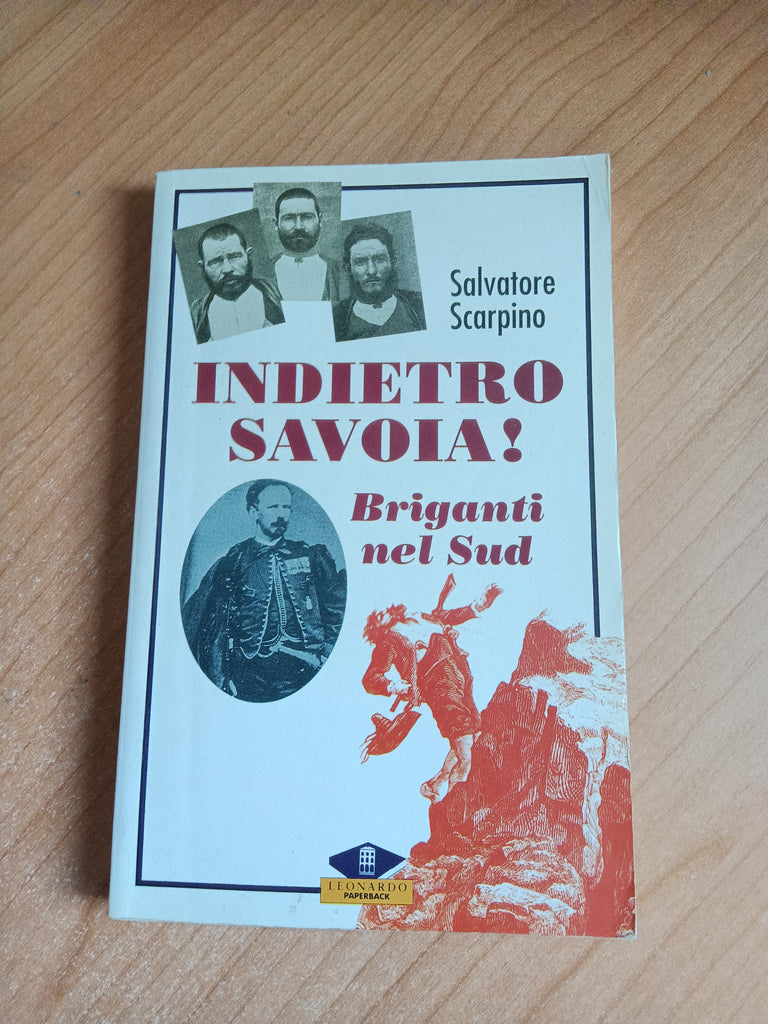 Salvatore
Scarpino
INDIETRO
SAVOIA!
Briganti
nel Sud
LEONARDO
PAPERBACK